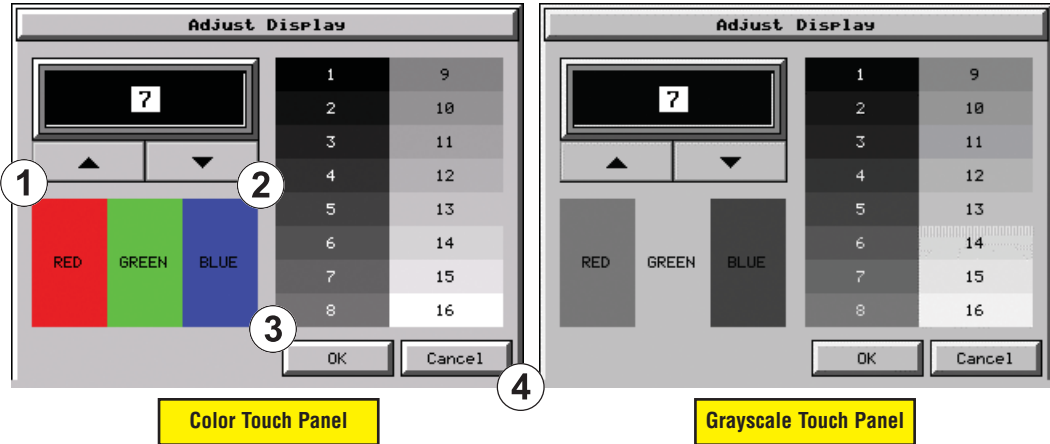 Adjust Display
7
1 9
2 10
3 11
4 12
5 13
6 14
7 15
8 16
1
2
RED GREEN BLUE
3
OK Cancel
4
Color Touch Panel
Adjust Display
7
1 9
2 10
3 11
4 12
5 13
6 14
7 15
8 16
RED GREEN BLUE
OK Cancel
Grayscale Touch Panel